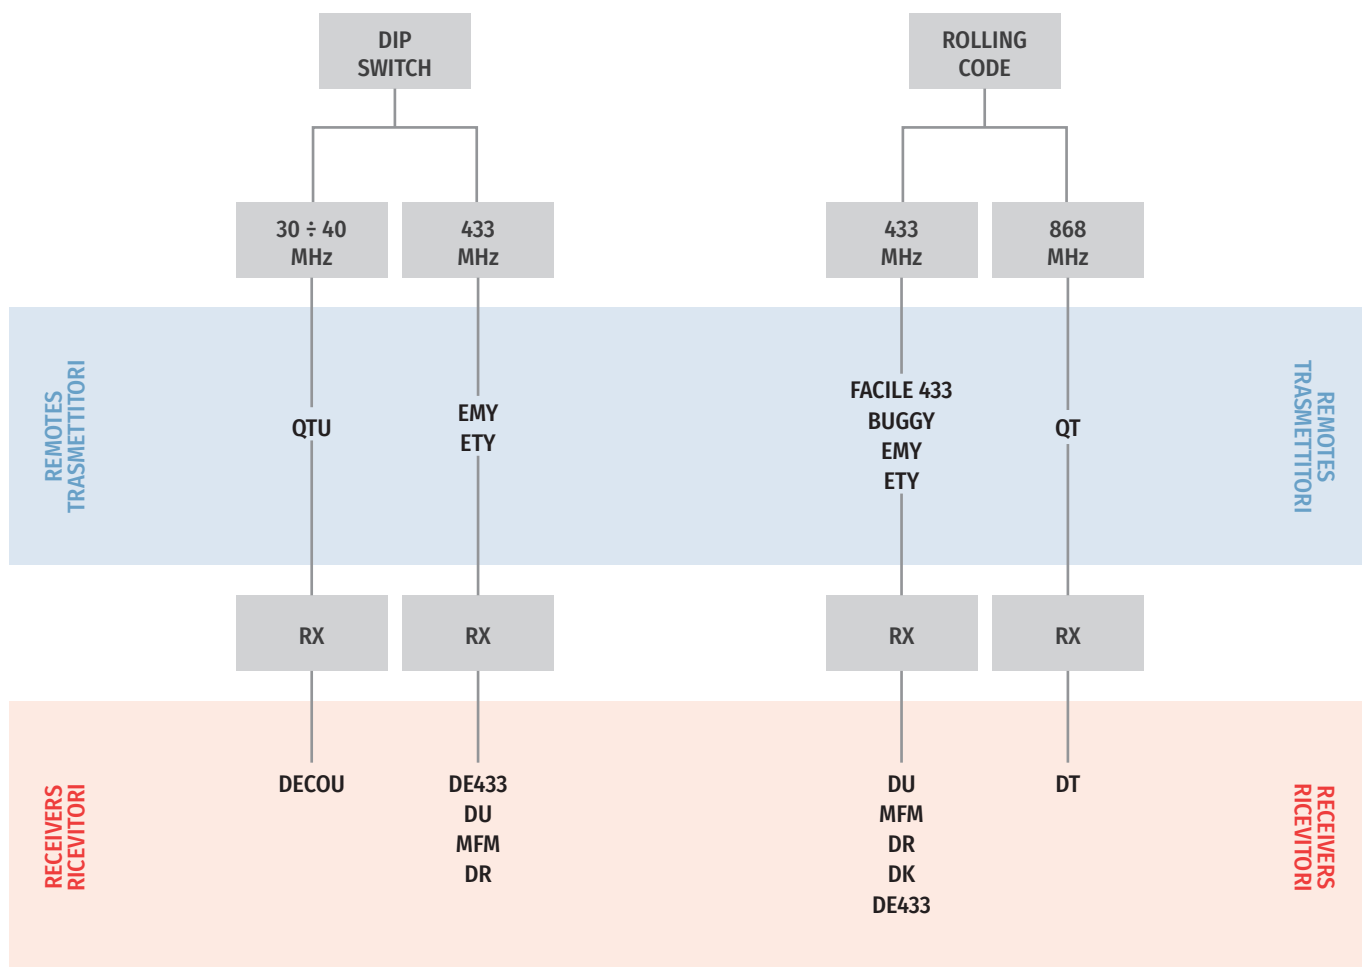 DIP
SWITCH
ROLLING
CODE
30 ÷ 40
MHz
433
MHz
433
MHz
868
MHz
REMOTES
TRASMETTITORI
QTU
EMY
ETY
FACILE 433
BUGGY
EMY
ETY
QT
REMOTES
TRASMETTITORI
RX
RX
RX
RX
RECEIVERS
RICEVITORI
DECOU
DE433
DU
MFM
DR
DU
MFM
DR
DK
DE433
DT
RECEIVERS
RICEVITORI